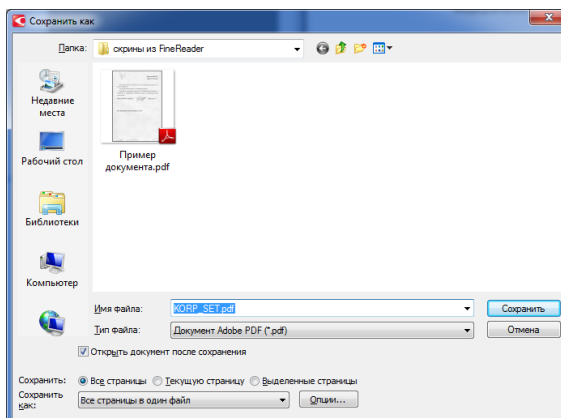 Сохранить как
Папка:
скрины из FineReader
Недавние
места
Рабочий стол
Библиотеки
Компьютер
Пример
документа.pdf
Имя файла:
KORP_SET.pdf
Сохранить
Тип файла:
Документ Adobe PDF (*.pdf)
Отмена
Открыть документ после сохранения
Сохранить:
Все страницы
Текущую страницу
Выделенные страницы
Сохранить
как:
Все страницы в один файл
Опции...